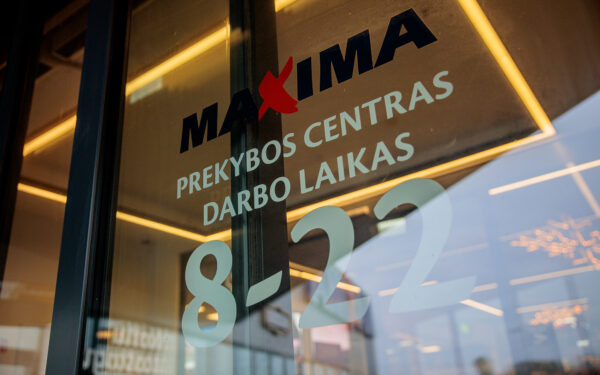 MAXIMA
PREKYBOS CENTRAS
DARBO LAIKAS
8-22